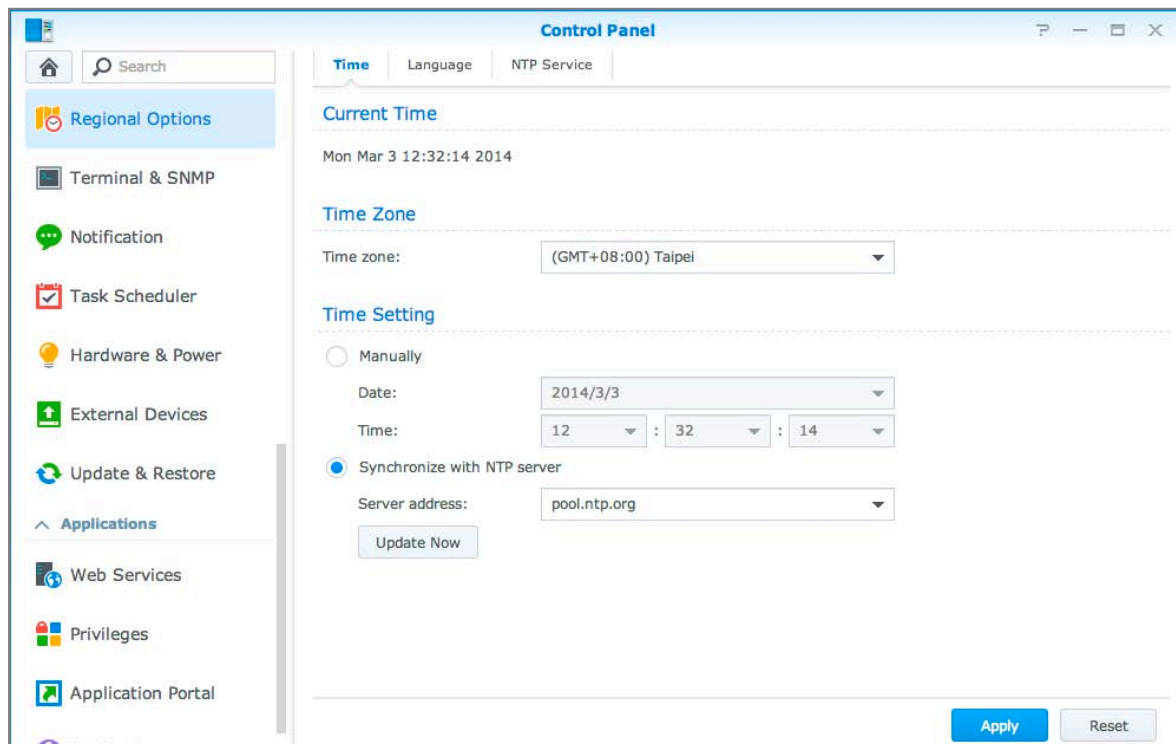 Control Panel
Search
Time Language NTP Service
Regional Options
Terminal & SNMP
Notification
Task Scheduler
Hardware & Power
External Devices
Update & Restore
Applications
Web Services
Privileges
Application Portal
Current Time
Mon Mar 3 12:32:14 2014
Time Zone
Time zone: (GMT+08:00) Taipei
Time Setting
Manually
Date: 2014/3/3
Time: 12 : 32 : 14
Synchronize with NTP server
Server address: pool.ntp.org
Update Now
Apply Reset